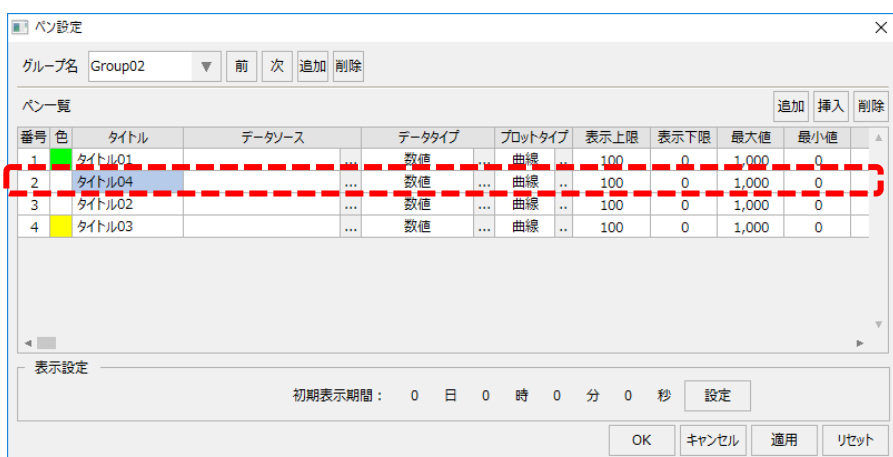 ペン設定
グループ名 Group02 前 次 追加 削除
ペン一覧 追加 挿入 削除
番号 色 タイトル データソース データタイプ プロットタイプ 表示上限 表示下限 最大値 最小値
1 タイトル01 ... 数値 ... 曲線 .. 100 0 1,000 0
2 タイトル04 ... 数値 ... 曲線 .. 100 0 1,000 0
3 タイトル02 ... 数値 ... 曲線 .. 100 0 1,000 0
4 タイトル03 ... 数値 ... 曲線 .. 100 0 1,000 0
表示設定
初期表示期間： 0 日 0 時 0 分 0 秒 設定
OK キャンセル 適用 リセット